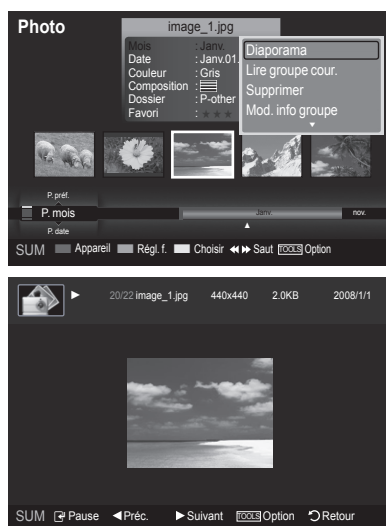 Photo
image_1.jpg
Mois : Janv.
Date : Janv.01.
Couleur : Gris
Composition :
Dossier : P-other
Favori : ★★★
Diaporama
Lire groupe cour.
Supprimer
Mod. info groupe
P. préf.
P. mois
Janv.
nov.
P. date
SUM Appareil Régl. f. Choisir Saut TOOLS Option
20/22 image_1.jpg 440x440 2.0KB 2008/1/1
SUM Pause Préc. Suivant TOOLS Option Retour